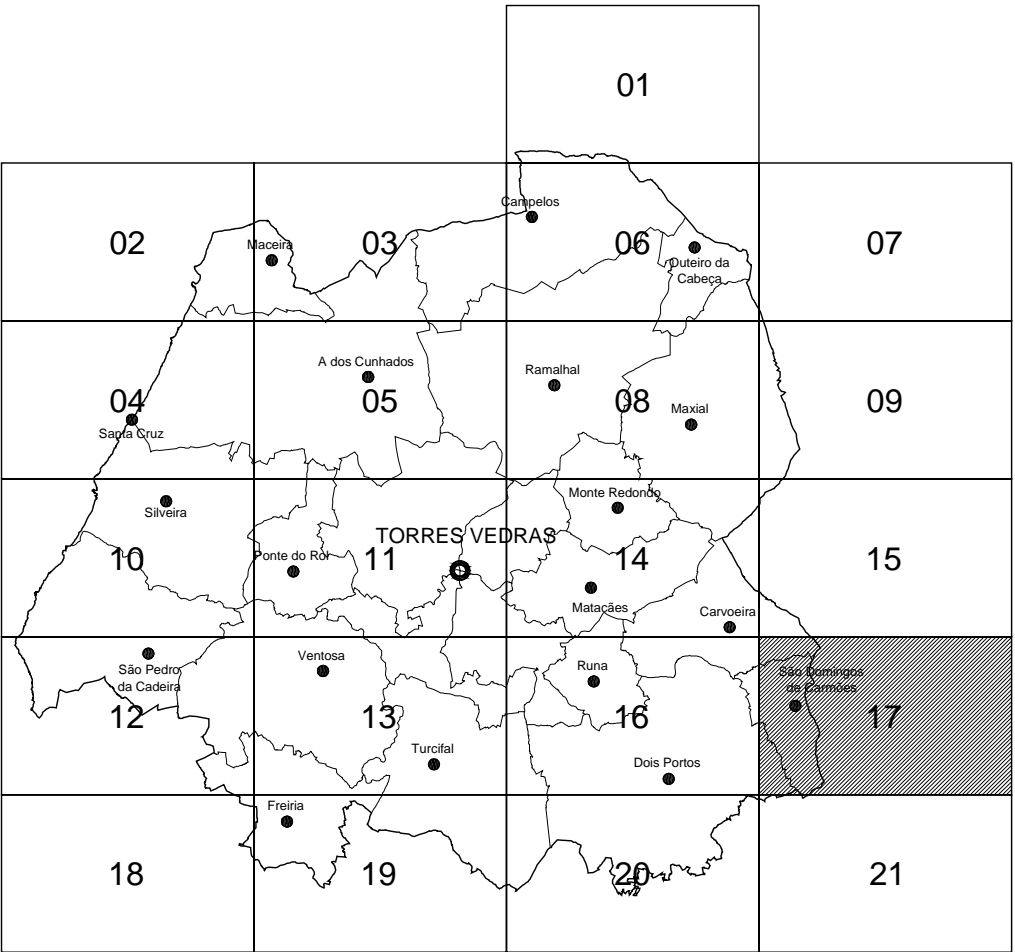 01
Campelos
02
Maceira
03
06
07
Outeiro da
Cabeça
A dos Cunhados
Ramalhal
04
05
08
09
Maxial
Santa Cruz
Monte Redondo
Silveira
TORRES VEDRAS
10
Ponte do Rol
11
14
15
Matacães
Carvoeira
São Pedro
da Cadeira
Ventosa
Runa
São Domingos
de Carmões
12
13
16
17
Turcifal
Dois Portos
Freiria
18
19
20
21